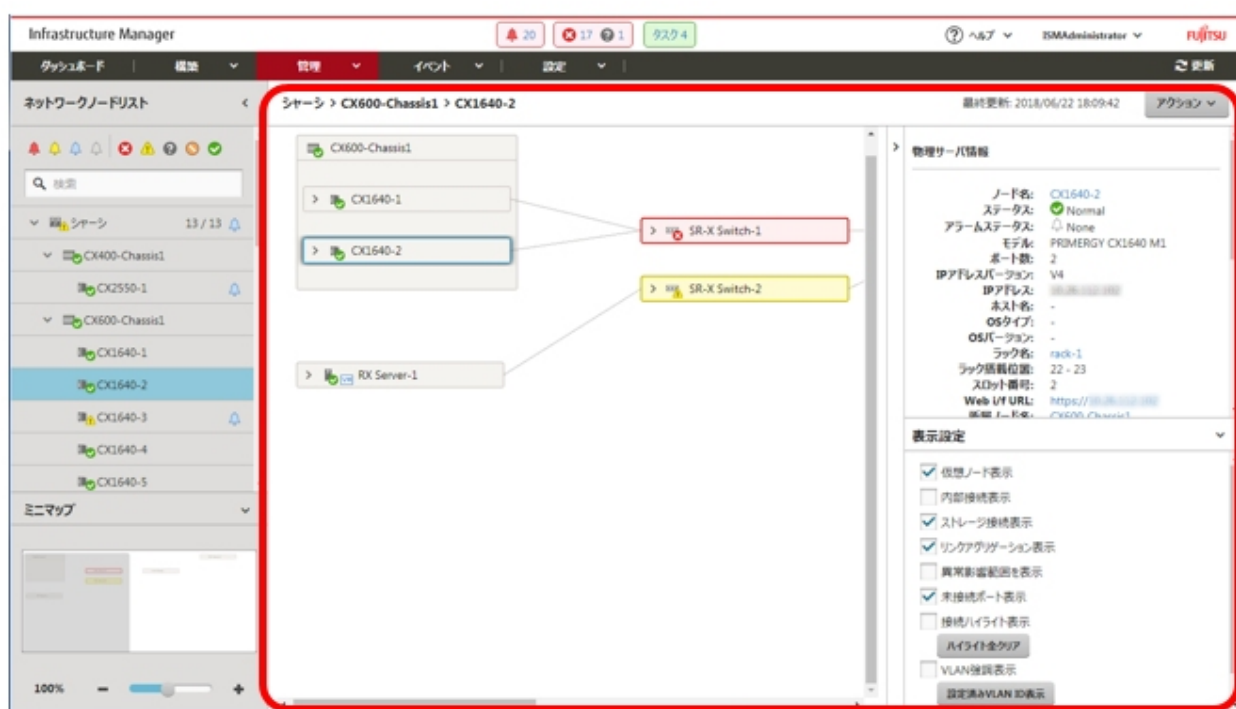 Infrastructure Manager
20
17
1
タスク 4
ヘルプ
ISMAdministrator
FUJITSU
ダッシュボード
構築
管理
イベント
設定
更新
ネットワークノードリスト
検索
シャーシ 13 / 13
CX400-Chassis1
CX2550-1
CX600-Chassis1
CX1640-1
CX1640-2
CX1640-3
CX1640-4
CX1640-5
ミニマップ
100%
シャーシ > CX600-Chassis1 > CX1640-2
最終更新: 2018/06/22 18:09:42
アクション
CX600-Chassis1
CX1640-1
CX1640-2
RX Server-1
SR-X Switch-1
SR-X Switch-2
物理サーバ情報
ノード名: CX1640-2
ステータス: Normal
アラームステータス: None
モデル: PRIMERGY CX1640 M1
ポート数: 2
IPアドレスバージョン: V4
IPアドレス:
ホスト名: -
OSタイプ: -
OSバージョン: -
ラック名: rack-1
ラック搭載位置: 22 - 23
スロット番号: 2
Web i/f URL: https://
所属ノード名: CX600-Chassis1
表示設定
仮想ノード表示
内部接続表示
ストレージ接続表示
リンクアグリゲーション表示
異常影響範囲を表示
未接続ポート表示
接続ハイライト表示
ハイライト全クリア
VLAN強調表示
設定済みVLAN ID表示